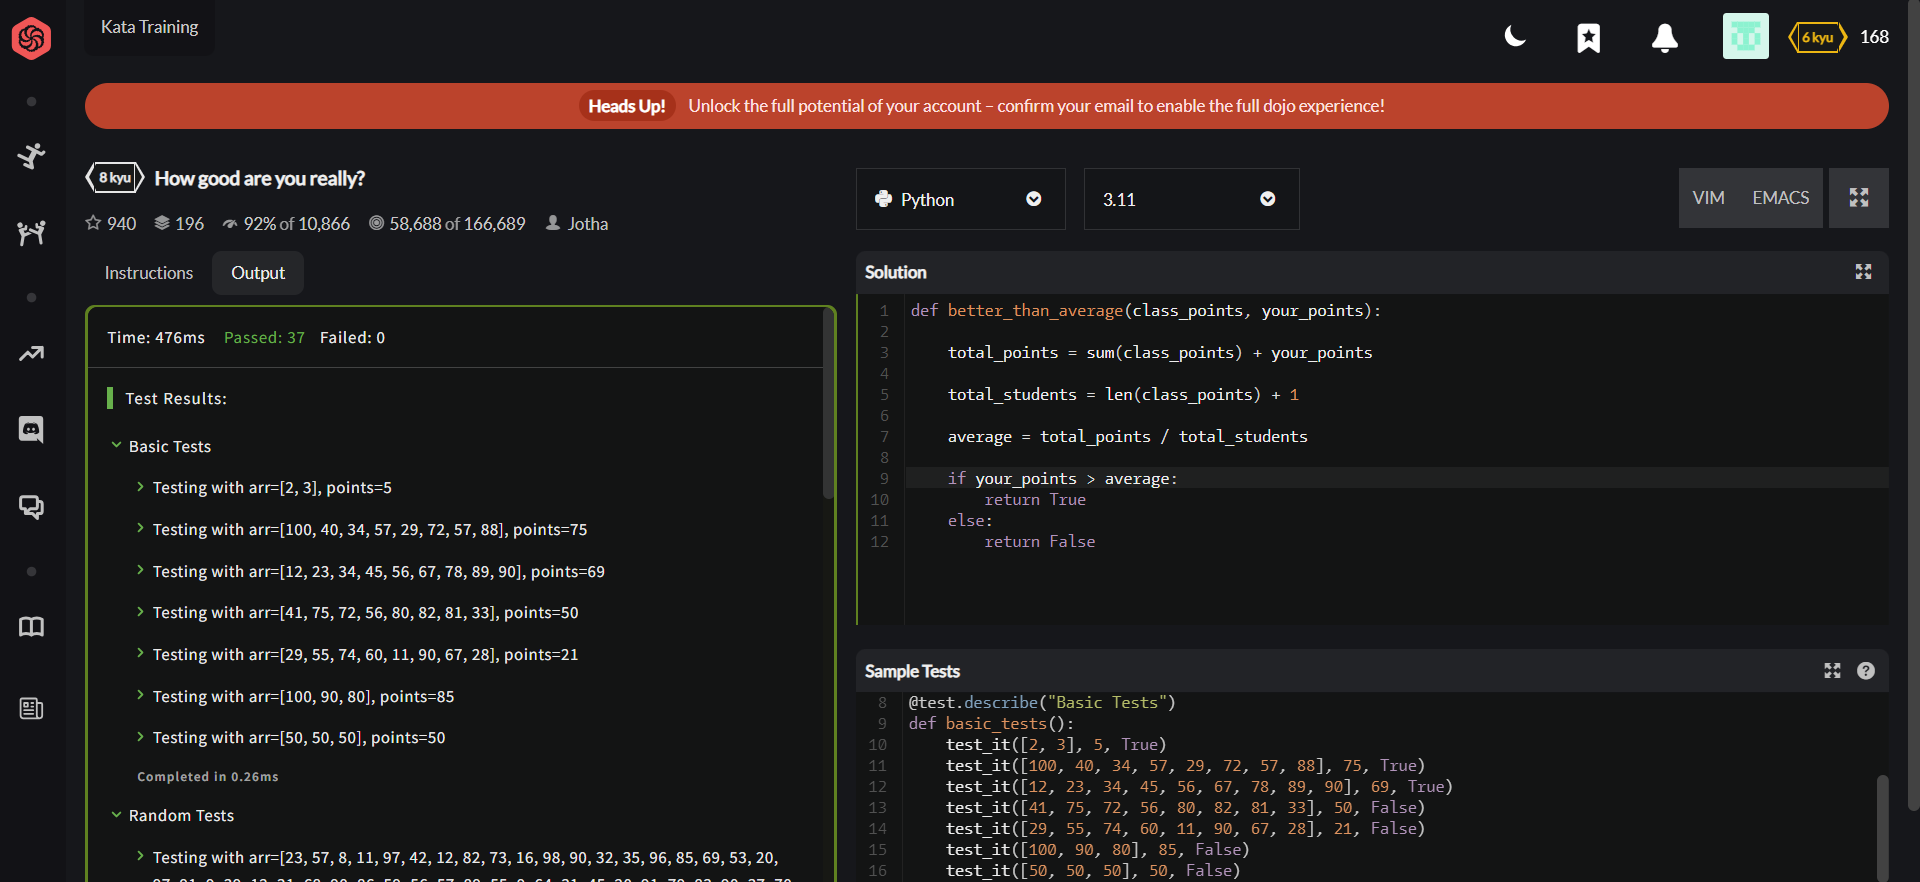 Kata Training
6 kyu 168
Heads Up! Unlock the full potential of your account – confirm your email to enable the full dojo experience!
8 kyu How good are you really?
940 196 92% of 10,866 58,688 of 166,689 Jotha
Instructions Output
Time: 476ms Passed: 37 Failed: 0
Test Results:
Basic Tests
Testing with arr=[2, 3], points=5
Testing with arr=[100, 40, 34, 57, 29, 72, 57, 88], points=75
Testing with arr=[12, 23, 34, 45, 56, 67, 78, 89, 90], points=69
Testing with arr=[41, 75, 72, 56, 80, 82, 81, 33], points=50
Testing with arr=[29, 55, 74, 60, 11, 90, 67, 28], points=21
Testing with arr=[100, 90, 80], points=85
Testing with arr=[50, 50, 50], points=50
Completed in 0.26ms
Random Tests
Testing with arr=[23, 57, 8, 11, 97, 42, 12, 82, 73, 16, 98, 90, 32, 35, 96, 85, 69, 53, 20,
Python 3.11 VIM EMACS
Solution
1 def better_than_average(class_points, your_points):
2
3 total_points = sum(class_points) + your_points
4
5 total_students = len(class_points) + 1
6
7 average = total_points / total_students
8
9 if your_points > average:
10 return True
11 else:
12 return False
Sample Tests
8 @test.describe("Basic Tests")
9 def basic_tests():
10 test_it([2, 3], 5, True)
11 test_it([100, 40, 34, 57, 29, 72, 57, 88], 75, True)
12 test_it([12, 23, 34, 45, 56, 67, 78, 89, 90], 69, True)
13 test_it([41, 75, 72, 56, 80, 82, 81, 33], 50, False)
14 test_it([29, 55, 74, 60, 11, 90, 67, 28], 21, False)
15 test_it([100, 90, 80], 85, False)
16 test_it([50, 50, 50], 50, False)